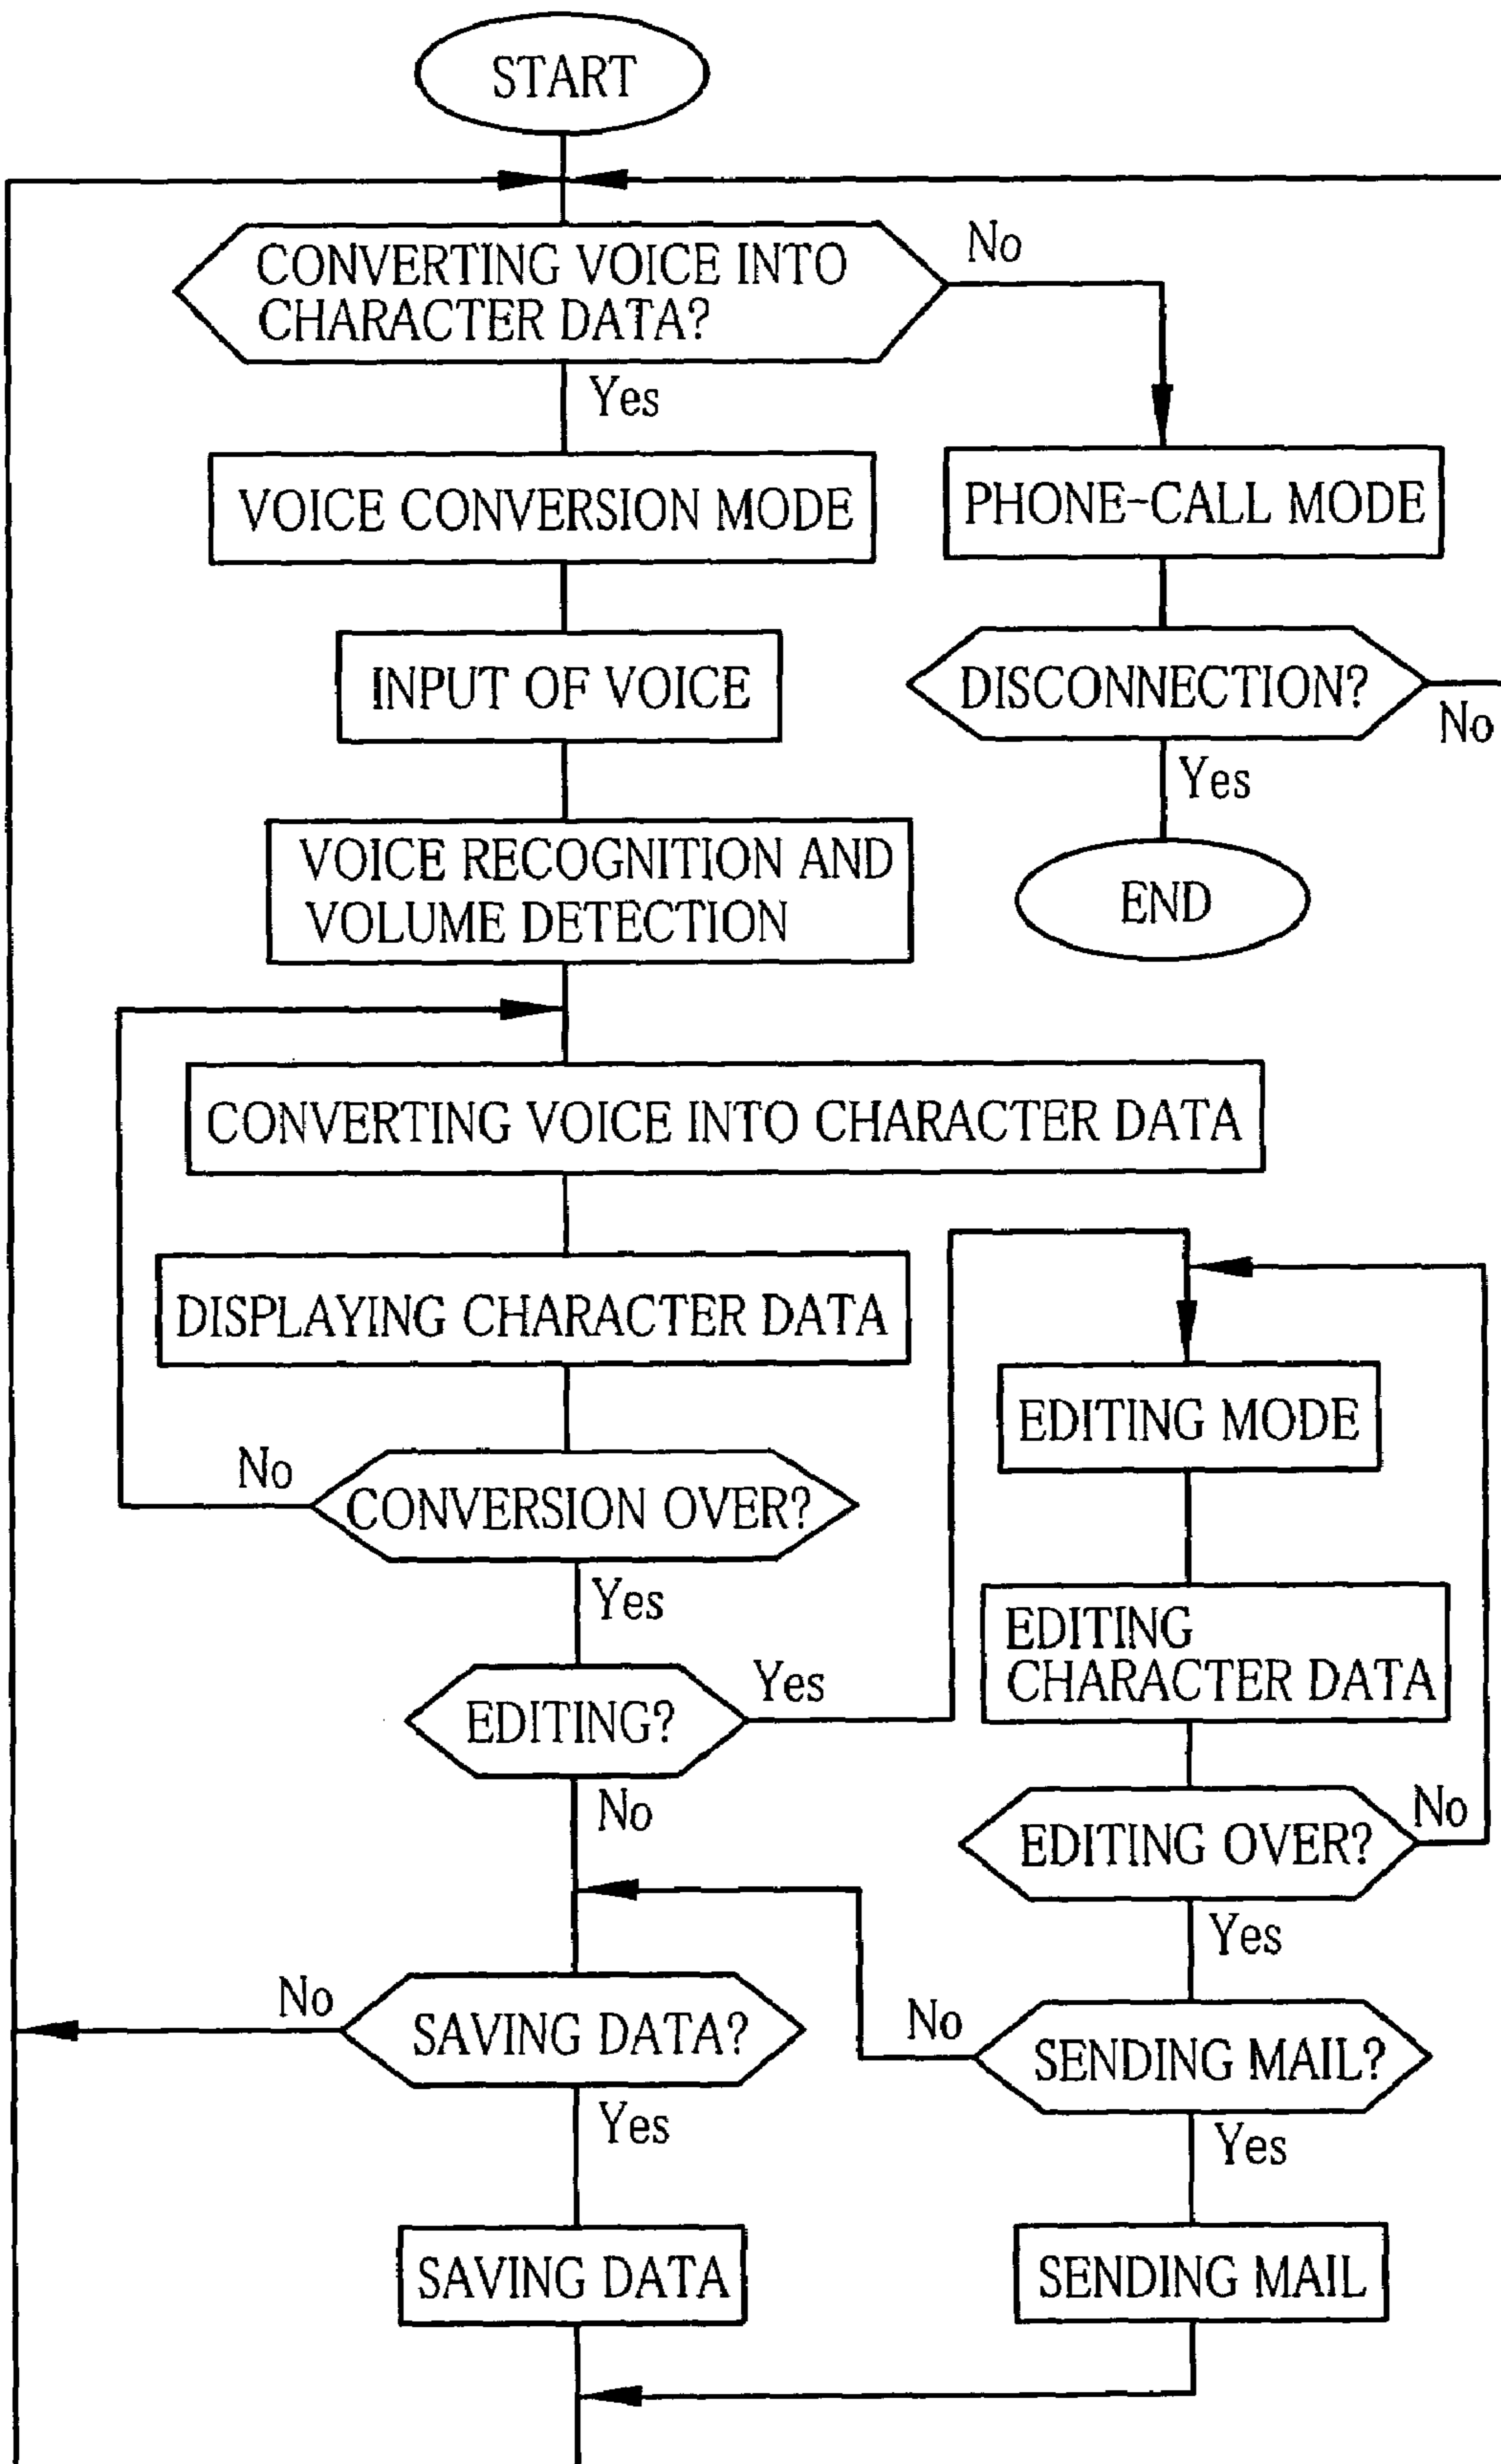 START
CONVERTING VOICE INTO
CHARACTER DATA?
No
Yes
VOICE CONVERSION MODE
PHONE-CALL MODE
INPUT OF VOICE
DISCONNECTION?
No
Yes
VOICE RECOGNITION AND
VOLUME DETECTION
END
CONVERTING VOICE INTO CHARACTER DATA
DISPLAYING CHARACTER DATA
EDITING MODE
No
CONVERSION OVER?
Yes
EDITING
CHARACTER DATA
EDITING?
Yes
No
EDITING OVER?
No
Yes
No
SAVING DATA?
No
SENDING MAIL?
Yes
Yes
SAVING DATA
SENDING MAIL